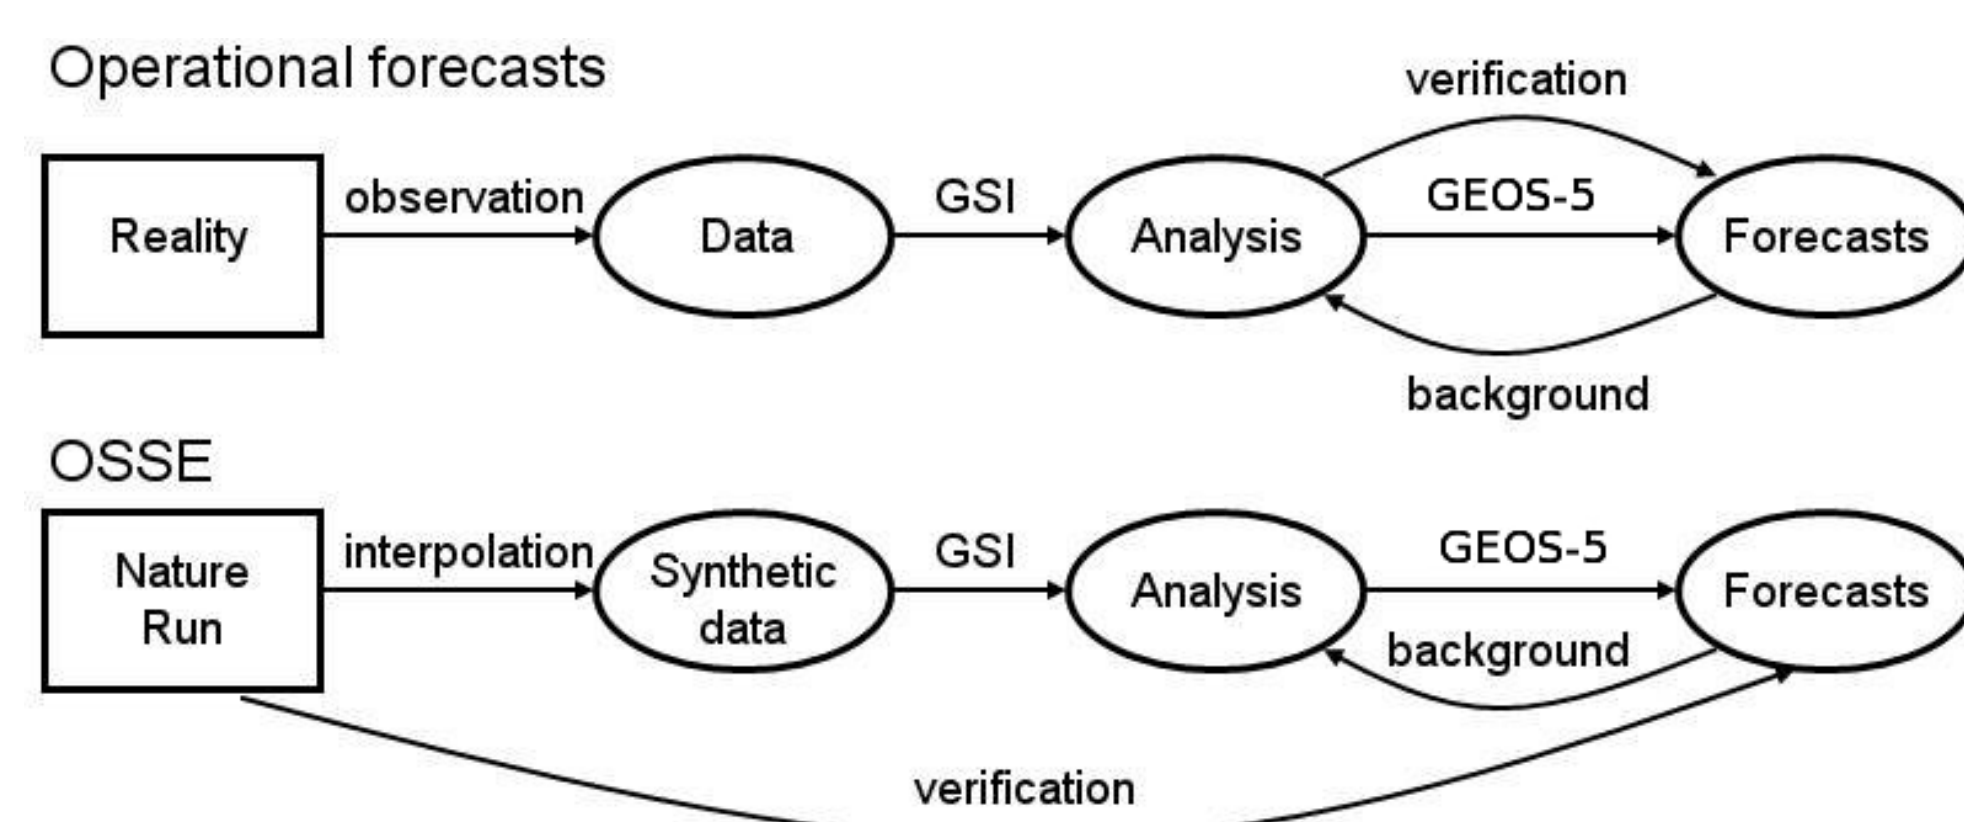 Operational forecasts
verification
Reality
observation
Data
GSI
Analysis
GEOS-5
Forecasts
background
OSSE
Nature
Run
interpolation
Synthetic
data
GSI
Analysis
GEOS-5
Forecasts
background
verification